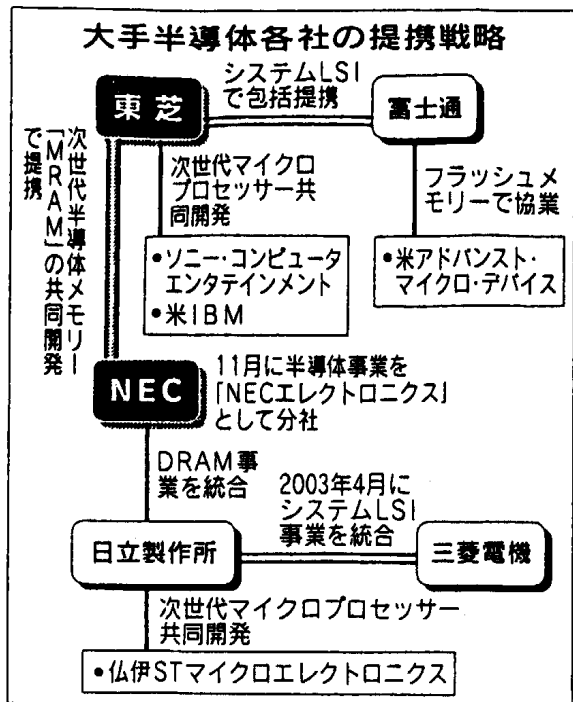 大手半導体各社の提携戦略
システムLSI
で包括提携
東芝
富士通
次世代半導体メモリー
「MRAM」の共同開発
で提携
次世代マイクロ
プロセッサー共
同開発
フラッシュメ
モリーで協業
•ソニー・コンピュータ
エンタテインメント
•米IBM
•米アドバンスト・
マイクロ・デバイス
NEC
11月に半導体事業を
「NECエレクトロニクス」
として分社
DRAM事
業を統合
2003年4月に
システムLSI
事業を統合
日立製作所
三菱電機
次世代マイクロプロセッサー
共同開発
•仏伊STマイクロエレクトロニクス